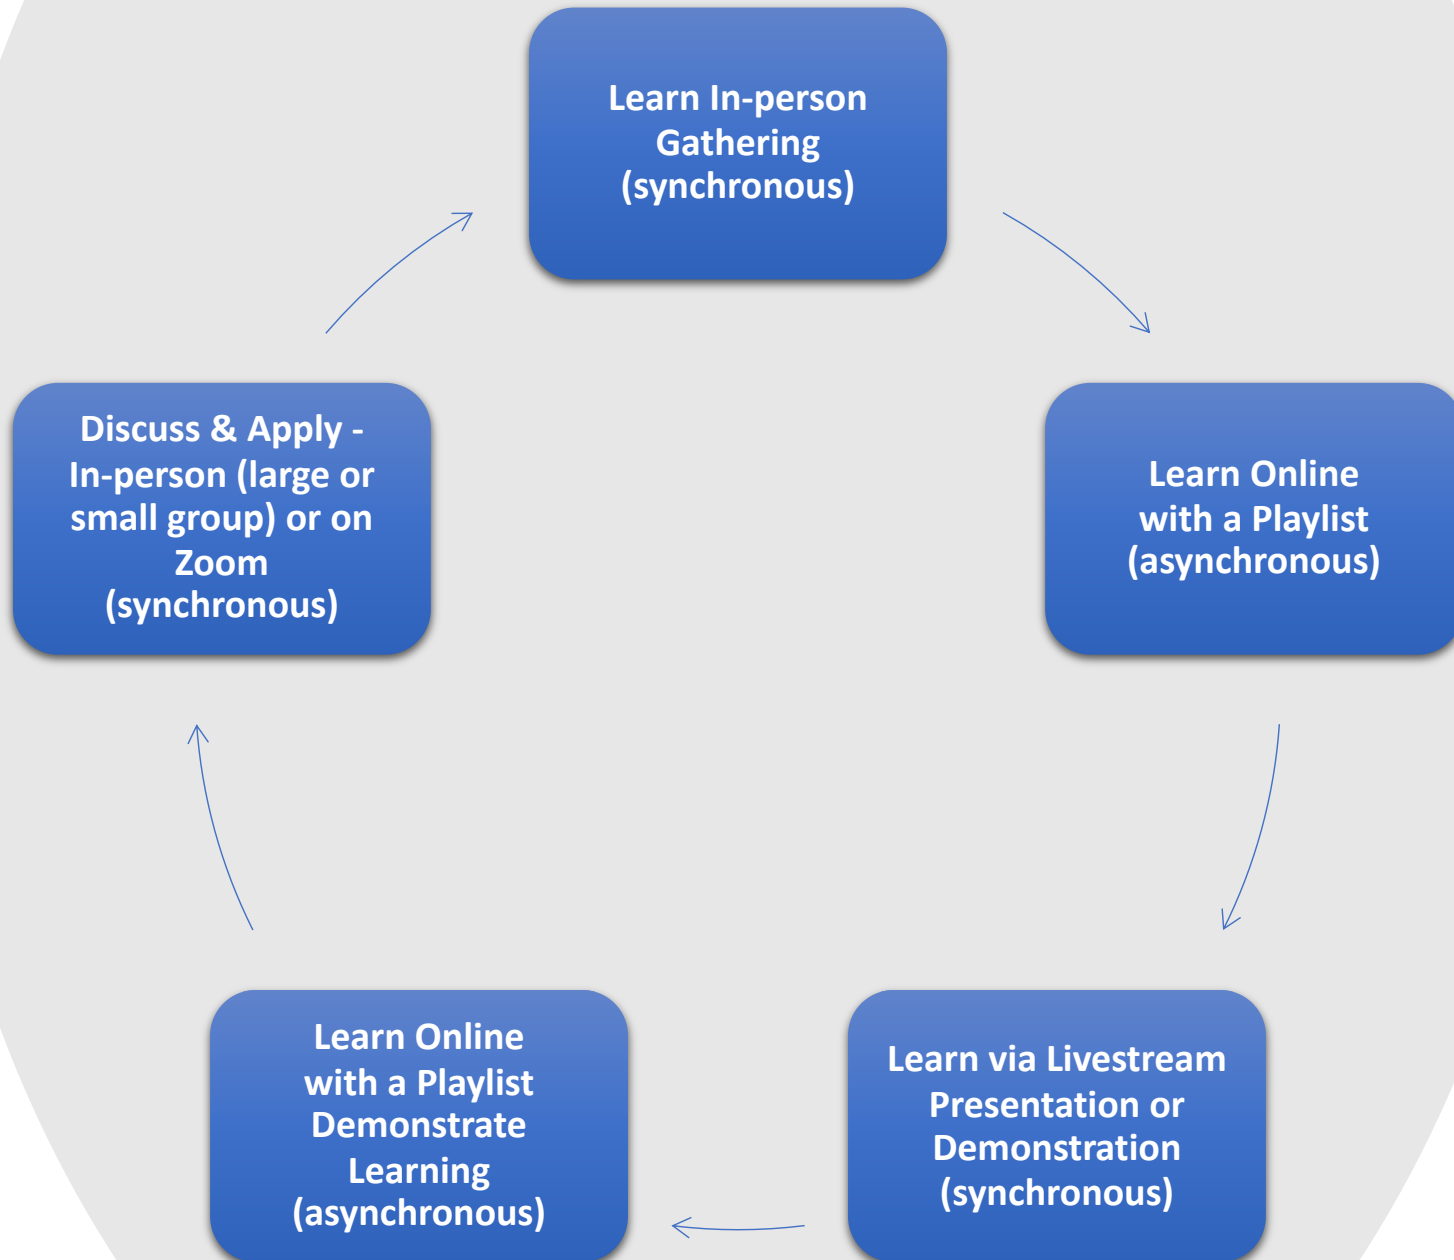 Learn In-person
Gathering
(synchronous)
Learn Online
with a Playlist
(asynchronous)
Learn via Livestream
Presentation or
Demonstration
(synchronous)
Learn Online
with a Playlist
Demonstrate
Learning
(asynchronous)
Discuss & Apply -
In-person (large or
small group) or on
Zoom
(synchronous)